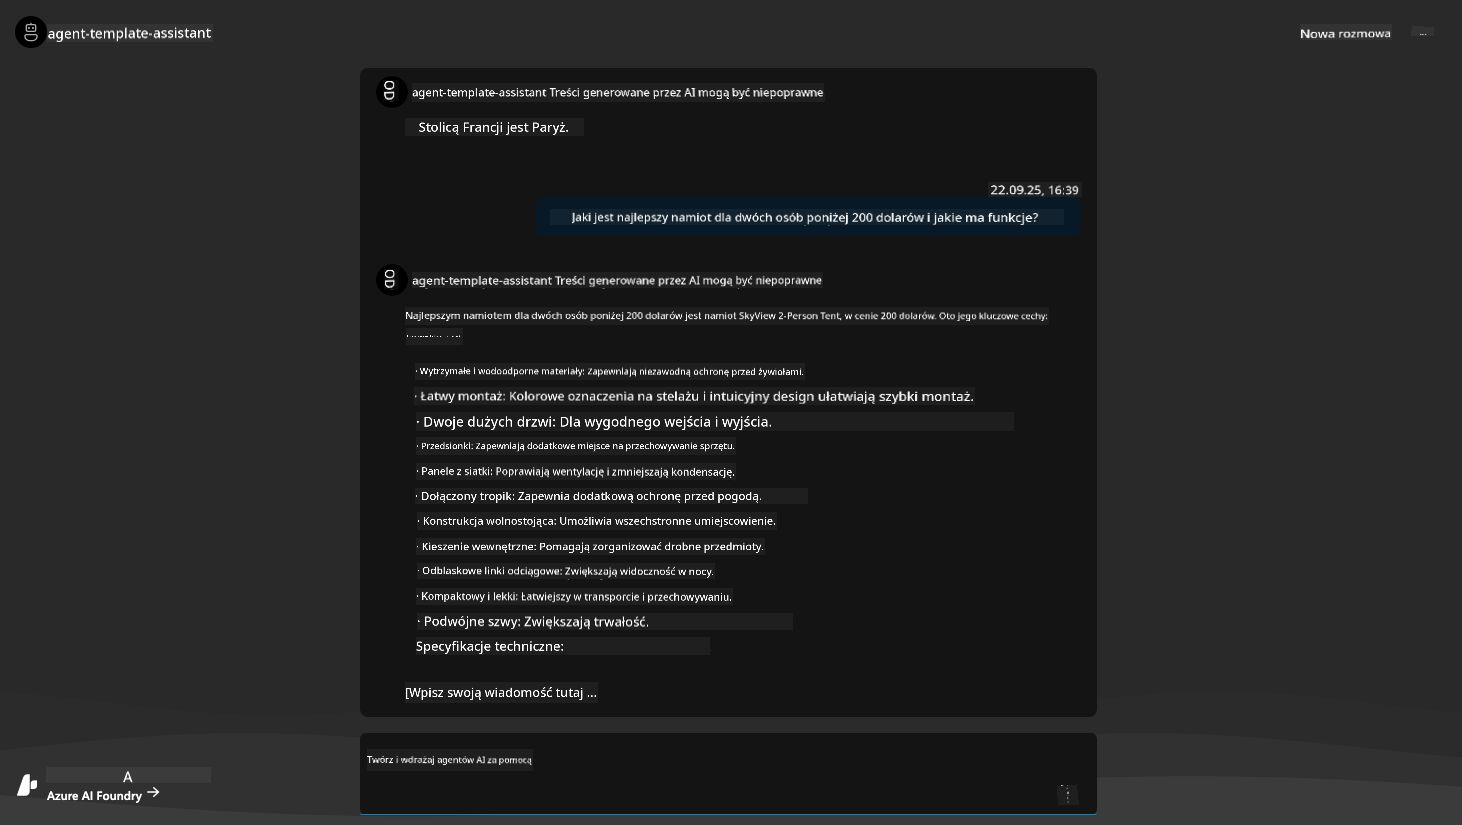 agent-template-assistant
Nowa rozmowa
...
agent-template-assistant Treści generowane przez AI mogą być niepoprawne
Stolicą Francji jest Paryż.
22.09.25, 16:39
Jaki jest najlepszy namiot dla dwóch osób poniżej 200 dolarów i jakie ma funkcje?
agent-template-assistant Treści generowane przez AI mogą być niepoprawne
Najlepszym namiotem dla dwóch osób poniżej 200 dolarów jest namiot SkyView 2-Person Tent, w cenie 200 dolarów. Oto jego kluczowe cechy:
· Wytrzymałe i wodoodporne materiały: Zapewniają niezawodną ochronę przed żywiołami.
· Łatwy montaż: Kolorowe oznaczenia na stelażu i intuicyjny design ułatwiają szybki montaż.
· Dwoje dużych drzwi: Dla wygodnego wejścia i wyjścia.
· Przedsionki: Zapewniają dodatkowe miejsce na przechowywanie sprzętu.
· Panele z siatki: Poprawiają wentylację i zmniejszają kondensację.
· Dołączony tropik: Zapewnia dodatkową ochronę przed pogodą.
· Konstrukcja wolnostojąca: Umożliwia wszechstronne umiejscowienie.
· Kieszenie wewnętrzne: Pomagają zorganizować drobne przedmioty.
· Odblaskowe linki odciągowe: Zwiększają widoczność w nocy.
· Kompaktowy i lekki: Łatwiejszy w transporcie i przechowywaniu.
· Podwójne szwy: Zwiększają trwałość.
Specyfikacje techniczne:
[Wpisz swoją wiadomość tutaj ...
Twórz i wdrażaj agentów AI za pomocą
A
Azure AI Foundry